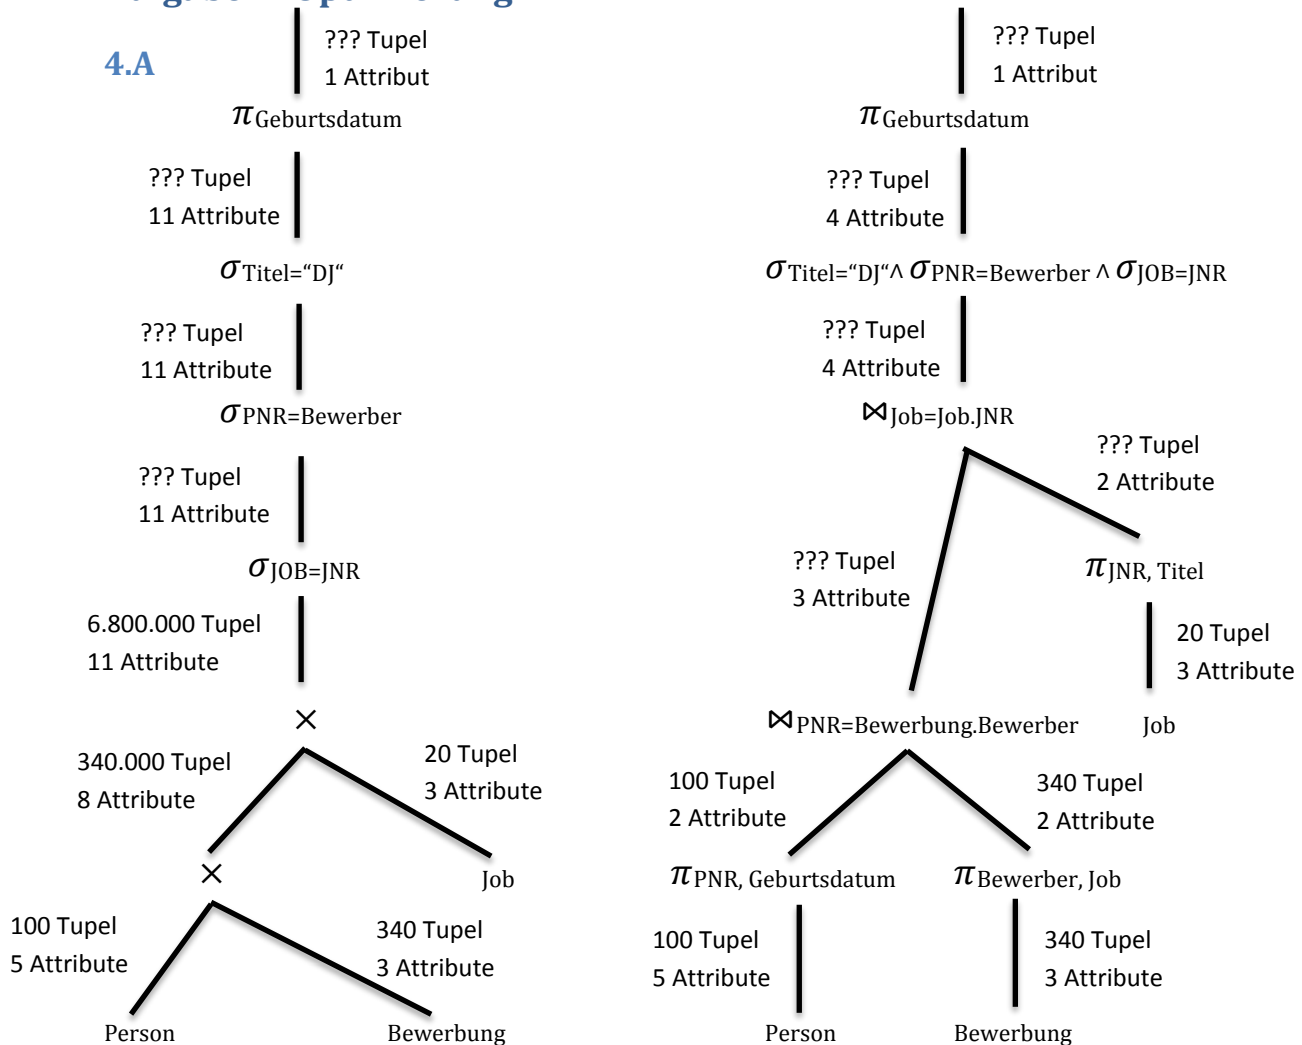 4.A
??? Tupel
1 Attribut
πGeburtsdatum
??? Tupel
11 Attribute
σTitel=“DJ“
??? Tupel
11 Attribute
σPNR=Bewerber
??? Tupel
11 Attribute
σJOB=JNR
6.800.000 Tupel
11 Attribute
×
340.000 Tupel
8 Attribute
20 Tupel
3 Attribute
×
Job
100 Tupel
5 Attribute
340 Tupel
3 Attribute
Person
Bewerbung
??? Tupel
1 Attribut
πGeburtsdatum
??? Tupel
4 Attribute
σTitel=“DJ“∧ σPNR=Bewerber ∧ σJOB=JNR
??? Tupel
4 Attribute
⋈Job=Job.JNR
??? Tupel
2 Attribute
??? Tupel
3 Attribute
πJNR, Titel
20 Tupel
3 Attribute
⋈PNR=Bewerbung.Bewerber
Job
100 Tupel
2 Attribute
340 Tupel
2 Attribute
πPNR, Geburtsdatum
πBewerber, Job
100 Tupel
5 Attribute
340 Tupel
3 Attribute
Person
Bewerbung